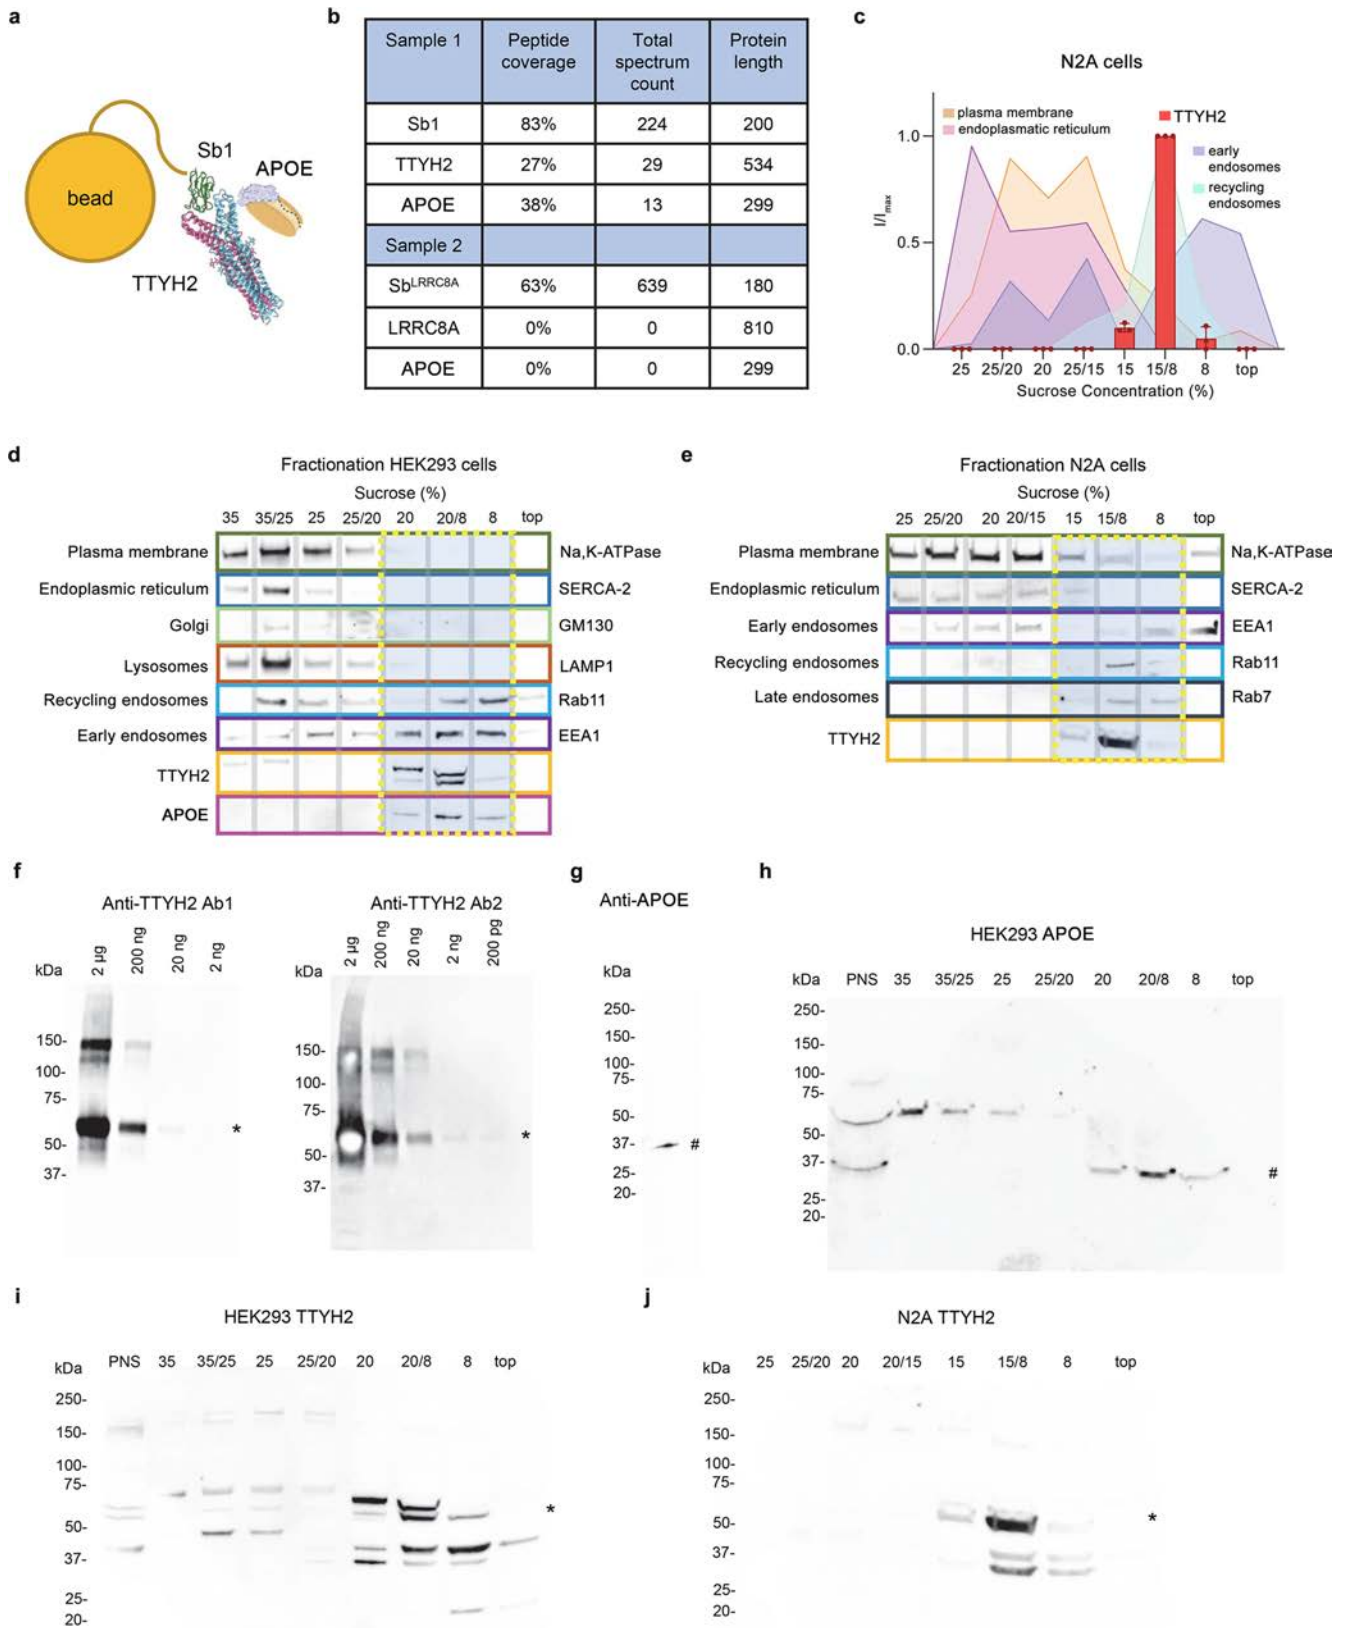 a
bead
Sb1
APOE
TTYH2
b
Sample 1 Peptide coverage Total spectrum count Protein length
Sb1 83% 224 200
TTYH2 27% 29 534
APOE 38% 13 299
Sample 2
SbLRRC8A 63% 639 180
LRRC8A 0% 0 810
APOE 0% 0 299
c
N2A cells
plasma membrane
endoplasmatic reticulum
TTYH2
early endosomes
recycling endosomes
I/Imax
1.0
0.5
0.0
25 25/20 20 25/15 15 15/8 8 top
Sucrose Concentration (%)
d
Fractionation HEK293 cells
Sucrose (%)
35 35/25 25 25/20 20 20/8 8 top
Plasma membrane Na,K-ATPase
Endoplasmic reticulum SERCA-2
Golgi GM130
Lysosomes LAMP1
Recycling endosomes Rab11
Early endosomes EEA1
TTYH2
APOE
e
Fractionation N2A cells
Sucrose (%)
25 25/20 20 20/15 15 15/8 8 top
Plasma membrane Na,K-ATPase
Endoplasmic reticulum SERCA-2
Early endosomes EEA1
Recycling endosomes Rab11
Late endosomes Rab7
TTYH2
f
Anti-TTYH2 Ab1
kDa 2 µg 200 ng 20 ng 2 ng
150-
100-
75-
50-
37-
*
Anti-TTYH2 Ab2
kDa 2 µg 200 ng 20 ng 2 ng 200 pg
150-
100-
75-
50-
37-
*
g
Anti-APOE
kDa
250-
150-
100-
75-
50-
37- #
25-
20-
h
HEK293 APOE
kDa PNS 35 35/25 25 25/20 20 20/8 8 top
250-
150-
100-
75-
50-
37-
#
25-
20-
i
HEK293 TTYH2
kDa PNS 35 35/25 25 25/20 20 20/8 8 top
250-
150-
100-
75-
*
50-
37-
25-
20-
j
N2A TTYH2
kDa 25 25/20 20 20/15 15 15/8 8 top
250-
150-
100-
75-
50- *
37-
25-
20-